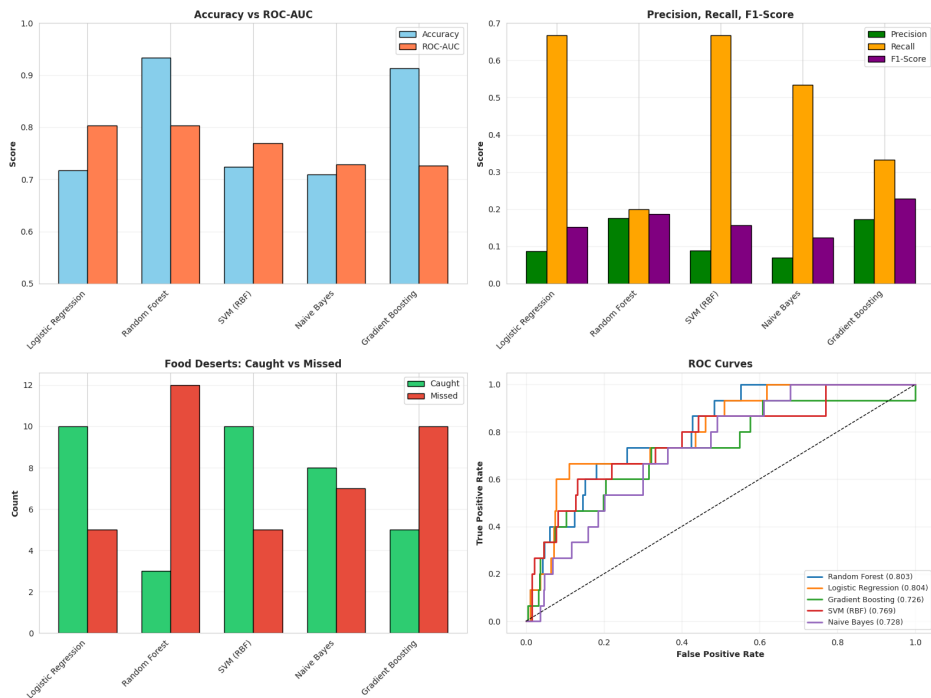 Accuracy vs ROC-AUC
Score
0.5
0.6
0.7
0.8
0.9
1.0
Accuracy
ROC-AUC
Logistic Regression
Random Forest
SVM (RBF)
Naive Bayes
Gradient Boosting
Precision, Recall, F1-Score
Score
0.0
0.1
0.2
0.3
0.4
0.5
0.6
0.7
Precision
Recall
F1-Score
Logistic Regression
Random Forest
SVM (RBF)
Naive Bayes
Gradient Boosting
Food Deserts: Caught vs Missed
Count
0
2
4
6
8
10
12
Caught
Missed
Logistic Regression
Random Forest
SVM (RBF)
Naive Bayes
Gradient Boosting
ROC Curves
True Positive Rate
0.0
0.2
0.4
0.6
0.8
1.0
Random Forest (0.803)
Logistic Regression (0.804)
Gradient Boosting (0.726)
SVM (RBF) (0.769)
Naive Bayes (0.728)
0.0
0.2
0.4
0.6
0.8
1.0
False Positive Rate